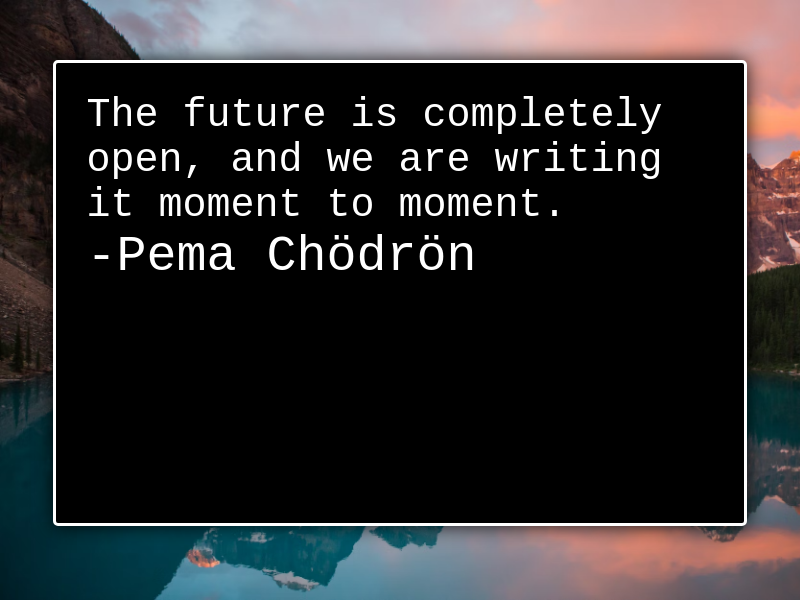 The future is completely
open, and we are writing
it moment to moment.
-Pema Chödrön